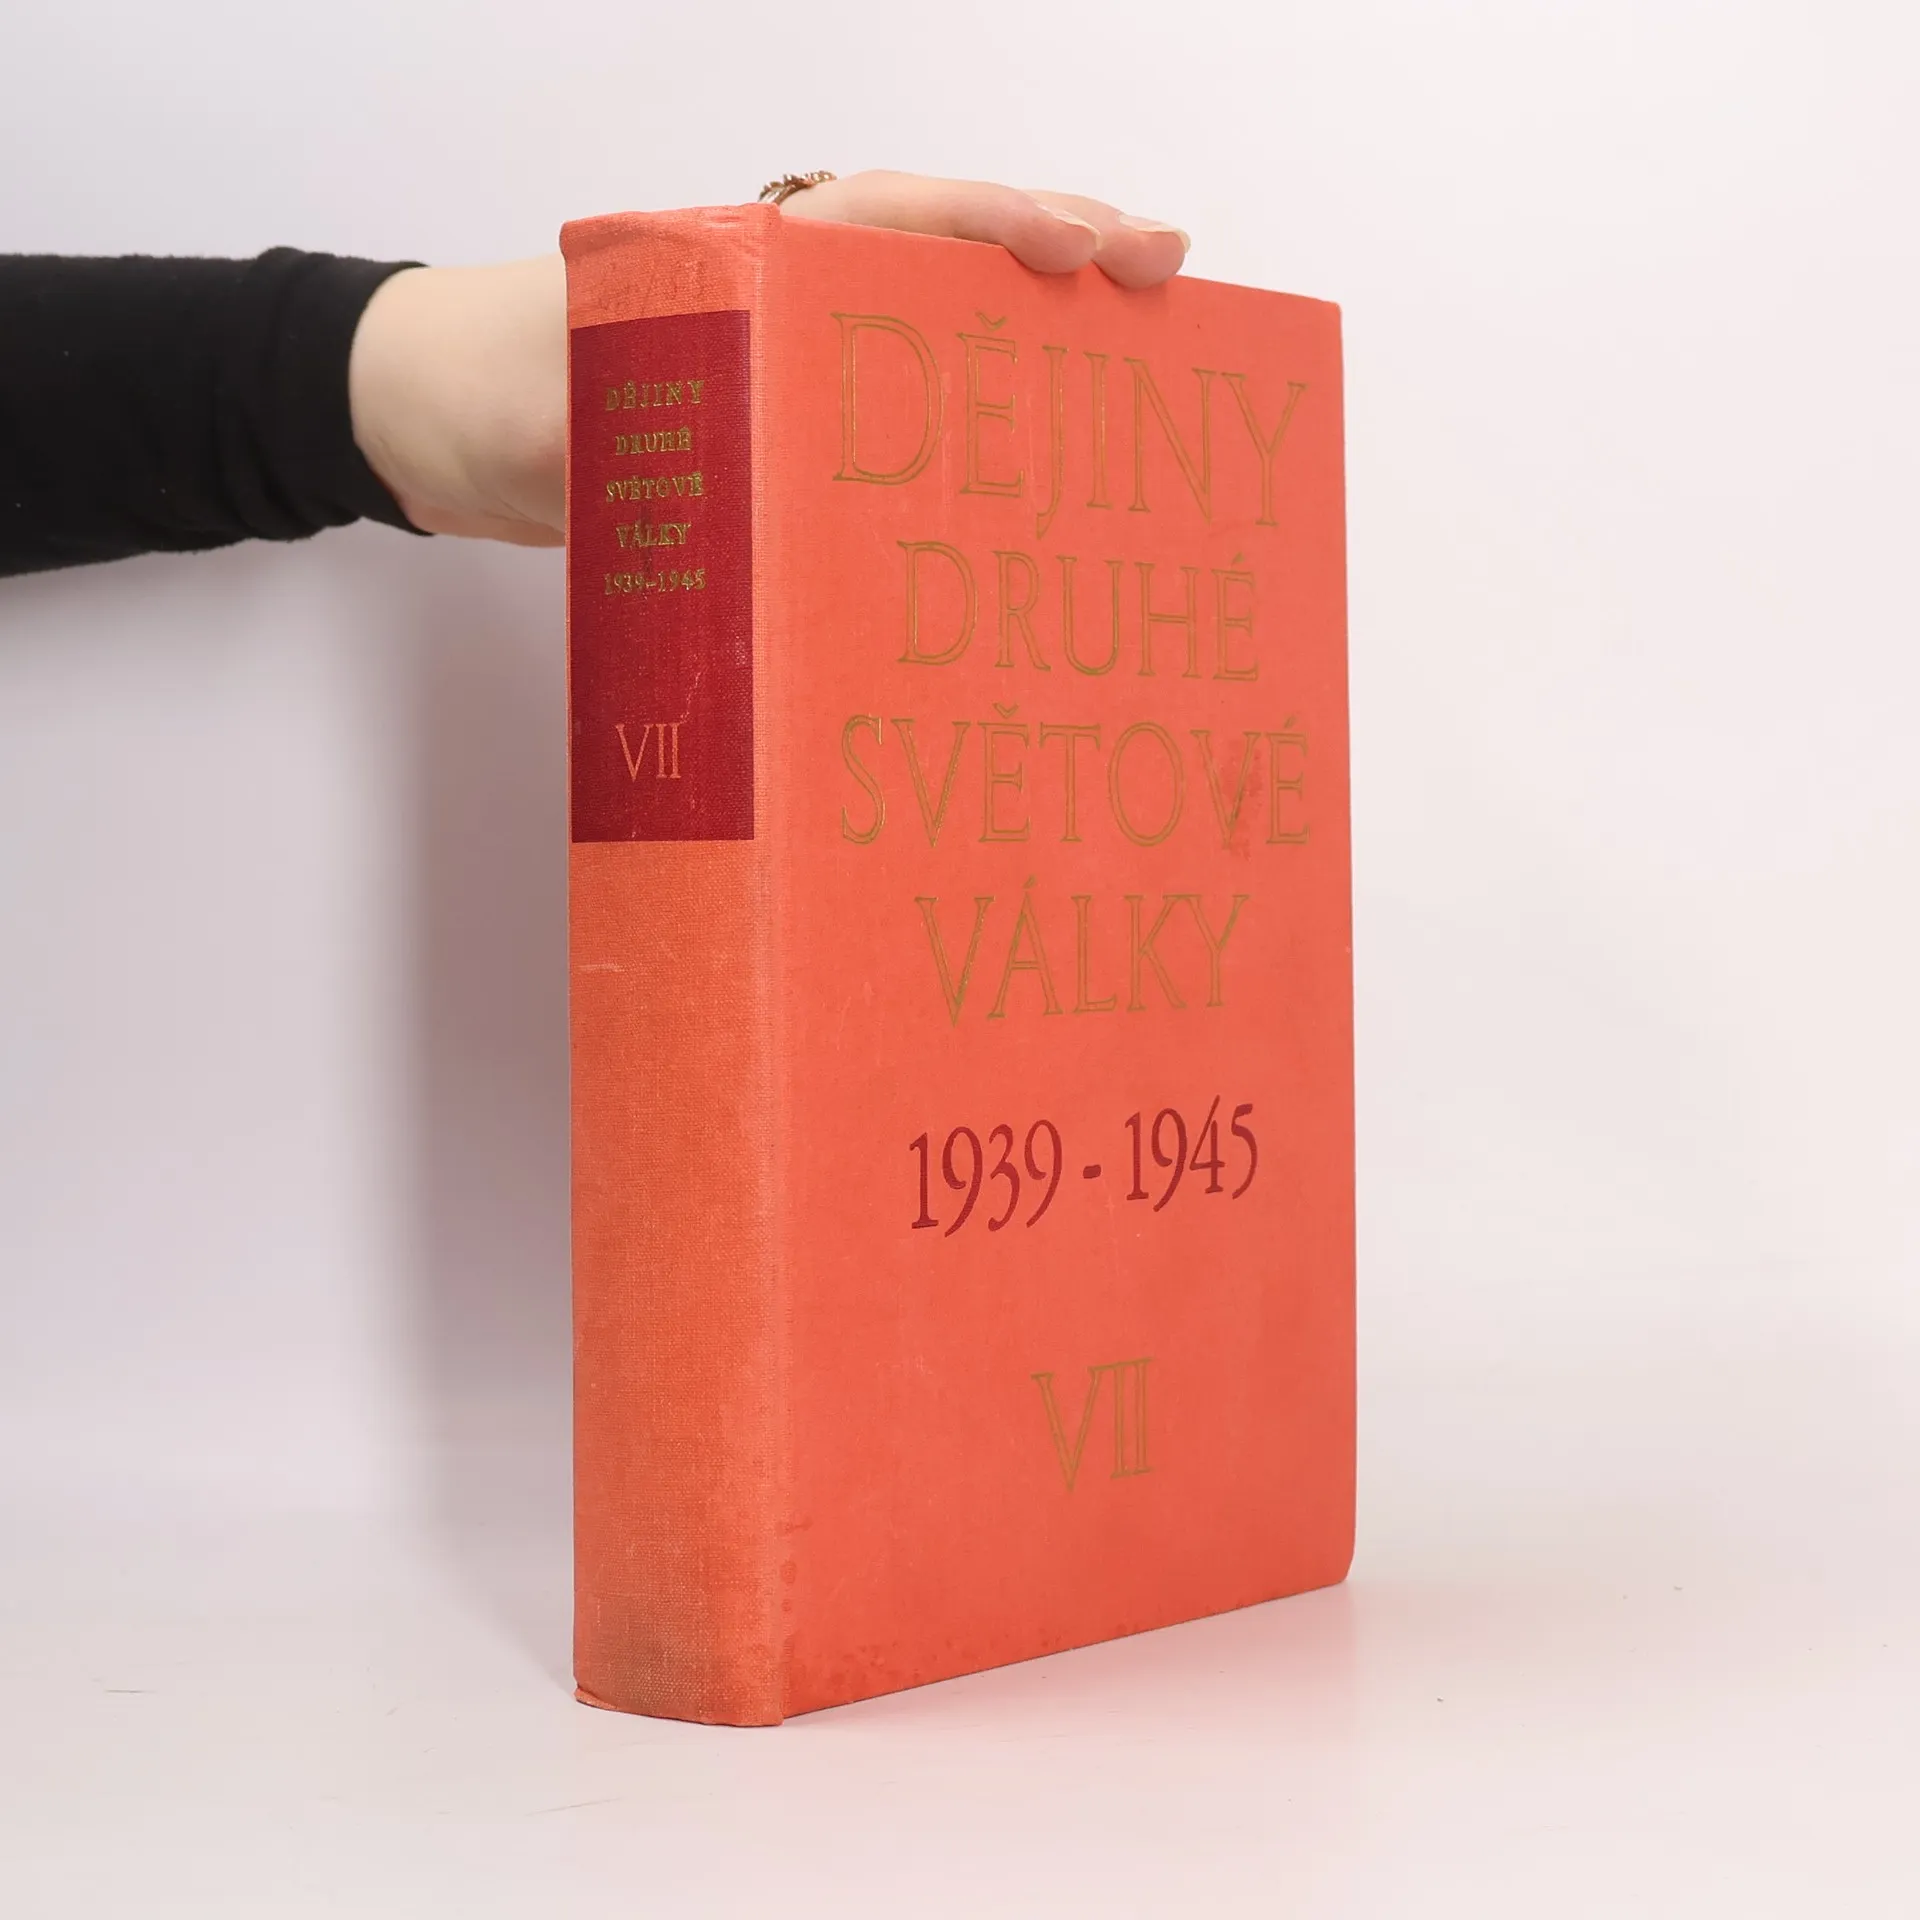 DĚJINY
DRUHÉ
SVĚTOVÉ
VÁLKY
1939-1945
VII
DĚJINY
DRUHÉ
SVĚTOVÉ
VÁLKY
1939 - 1945
VII